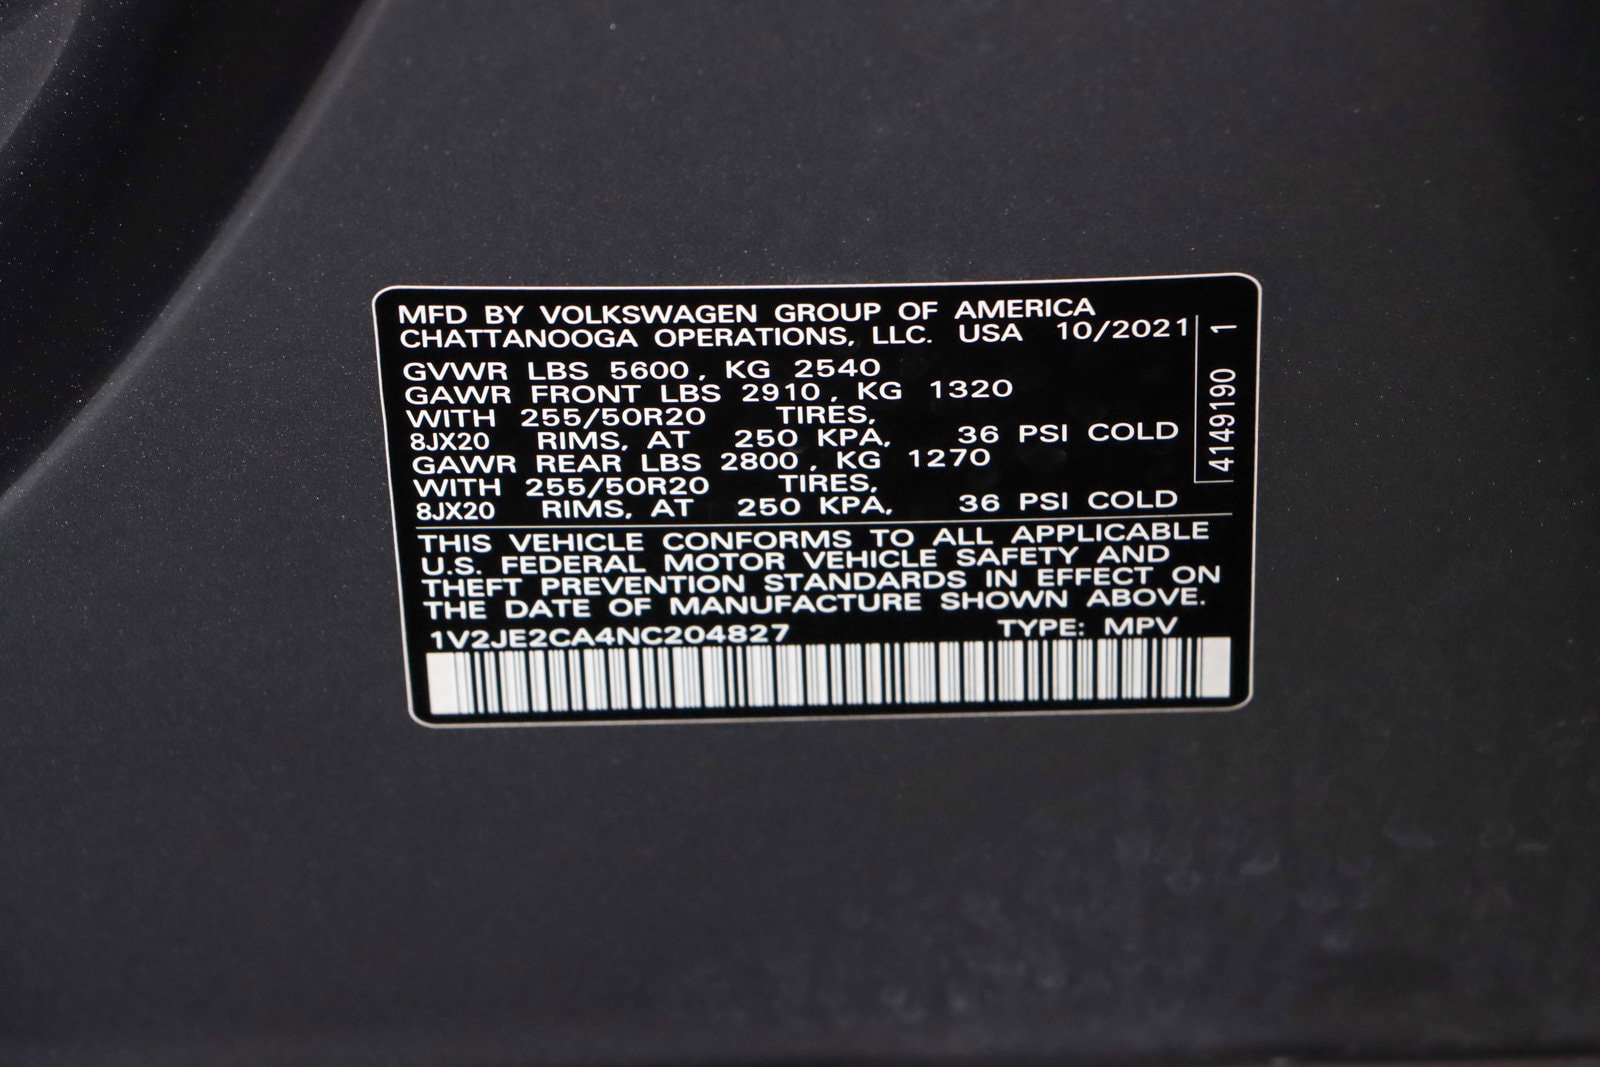 MFD BY VOLKSWAGEN GROUP OF AMERICA
CHATTANOOGA OPERATIONS, LLC. USA 10/2021
GVWR LBS 5600, KG 2540
GAWR FRONT LBS 2910, KG 1320
WITH 255/50R20 TIRES,
8JX20 RIMS, AT 250 KPA, 36 PSI COLD
GAWR REAR LBS 2800, KG 1270
WITH 255/50R20 TIRES,
8JX20 RIMS, AT 250 KPA, 36 PSI COLD
4149190 1
THIS VEHICLE CONFORMS TO ALL APPLICABLE
U.S. FEDERAL MOTOR VEHICLE SAFETY AND
THEFT PREVENTION STANDARDS IN EFFECT ON
THE DATE OF MANUFACTURE SHOWN ABOVE.
1V2JE2CA4NC204827 TYPE: MPV